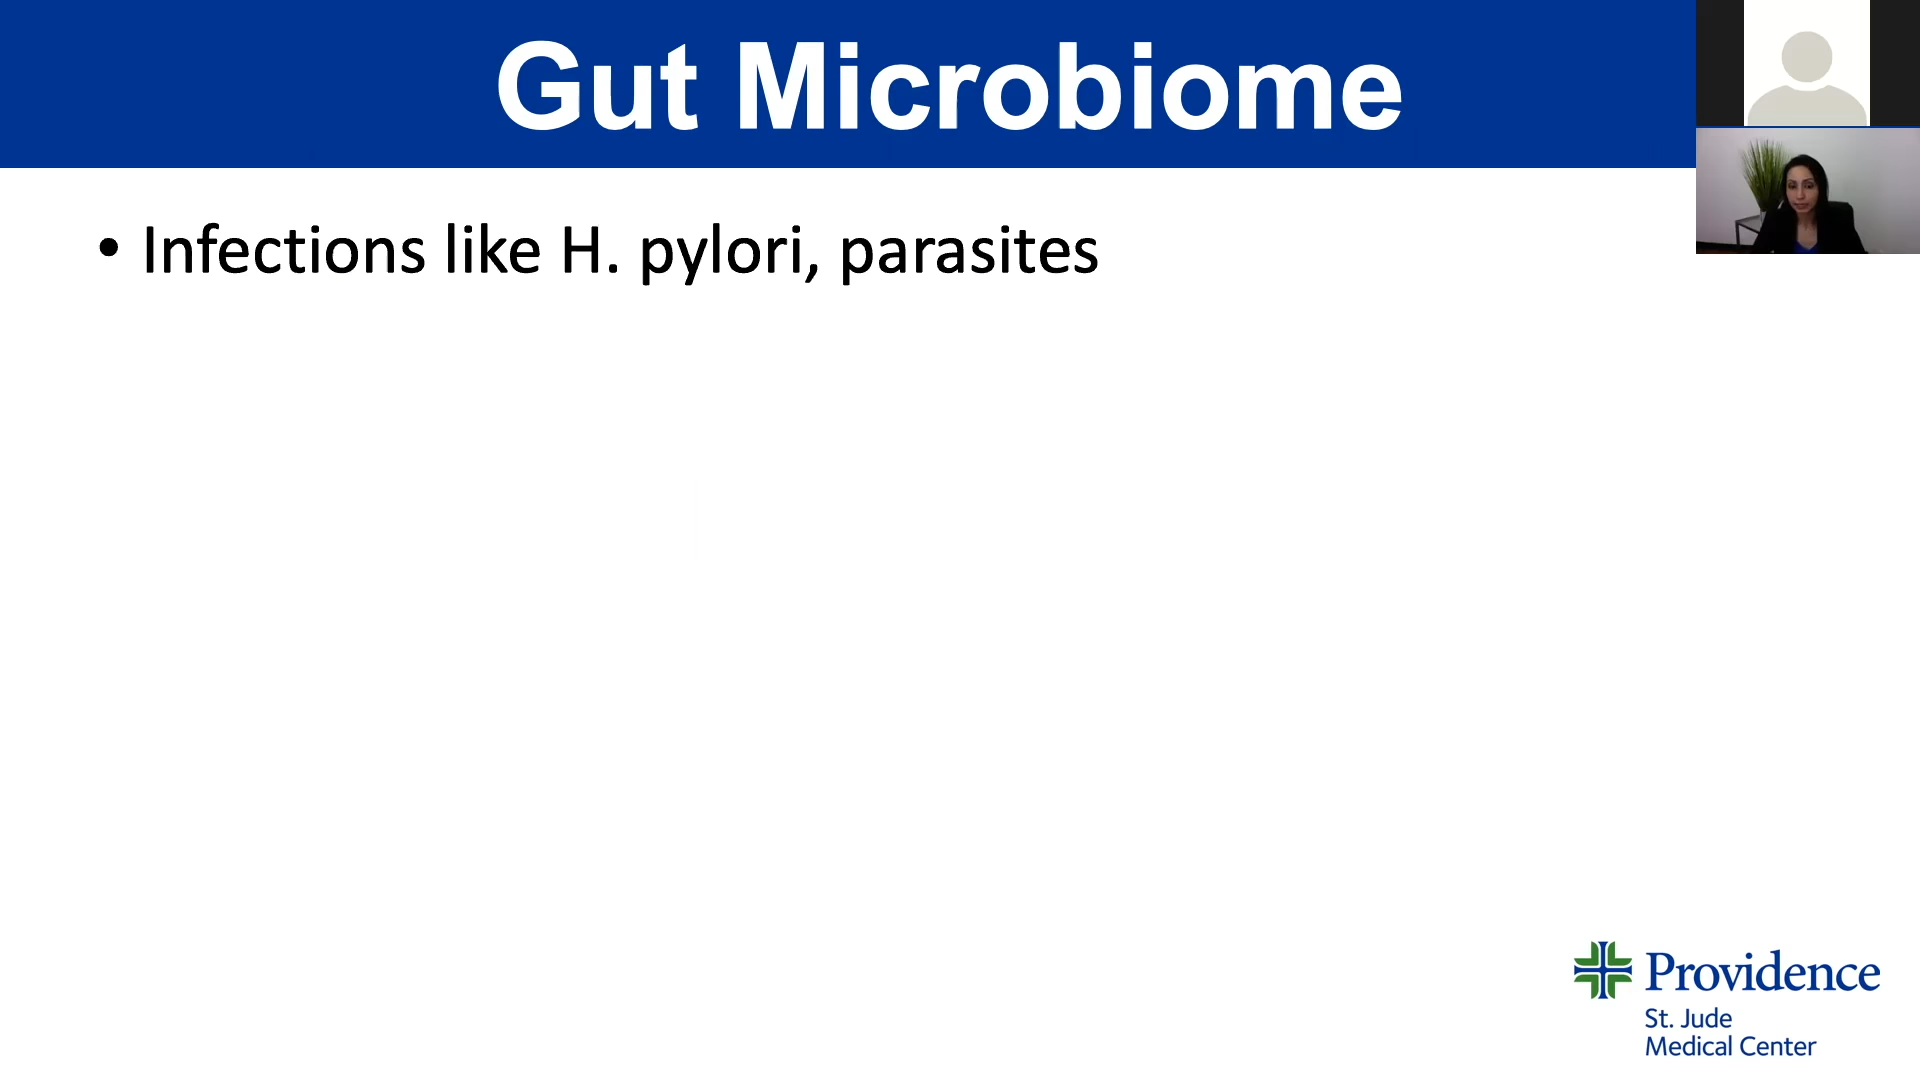 Gut Microbiome
• Infections like H. pylori, parasites
Providence
St. Jude
Medical Center